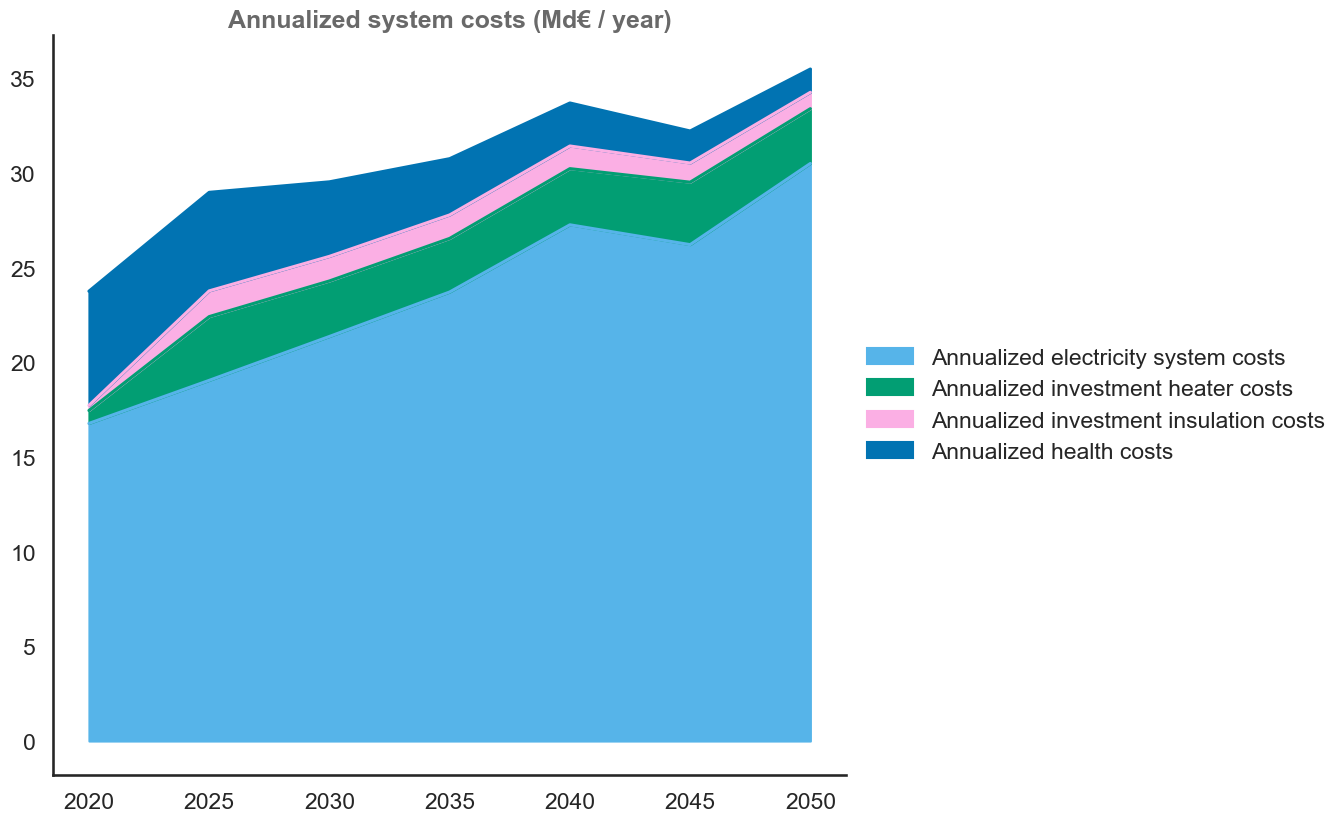 Annualized system costs (Md€ / year)
35
30
25
20
15
10
5
0
2020 2025 2030 2035 2040 2045 2050
Annualized electricity system costs
Annualized investment heater costs
Annualized investment insulation costs
Annualized health costs